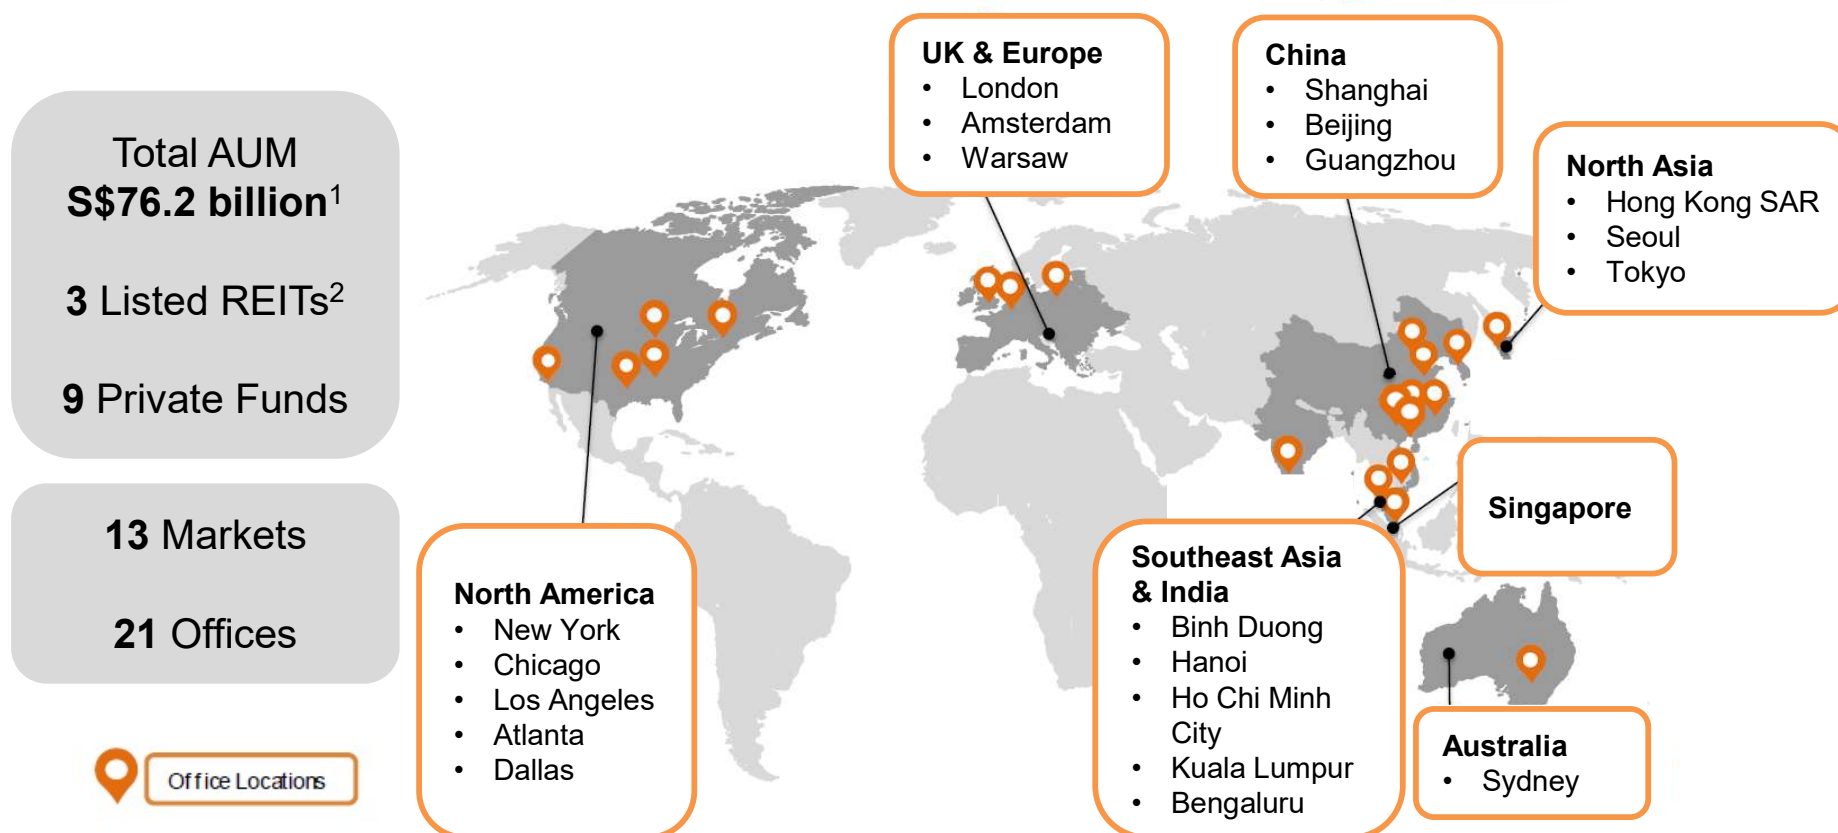 Total AUM
S$76.2 billion1
3 Listed REITs2
9 Private Funds
13 Markets
21 Offices
Office Locations
UK & Europe
• London
• Amsterdam
• Warsaw
China
• Shanghai
• Beijing
• Guangzhou
North Asia
• Hong Kong SAR
• Seoul
• Tokyo
Singapore
North America
• New York
• Chicago
• Los Angeles
• Atlanta
• Dallas
Southeast Asia
& India
• Binh Duong
• Hanoi
• Ho Chi Minh
City
• Kuala Lumpur
• Bengaluru
Australia
• Sydney